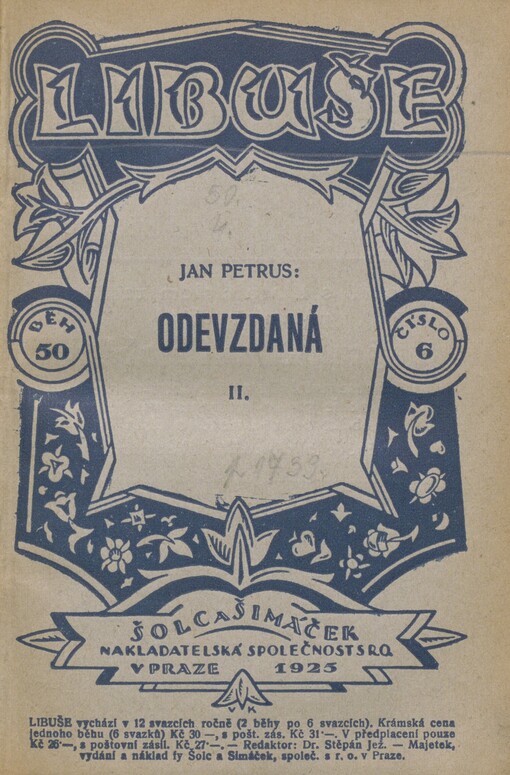 LIBUŠE
50.
JAN PETRUS:
ODEVZDANÁ
II.
BĚH
50
ČÍSLO
6
ŠOLC A ŠIMÁČEK
NAKLADATELSKÁ SPOLEČNOST S R.O.
V PRAZE 1925
V K
LIBUŠE vychází v 12 svazcích ročně (2 běhy po 6 svazcích). Krámská cena
jednoho běhu (6 svazků) Kč 30 —, s pošt. zás. Kč 31·—. V předplacení pouze
Kč 26·—, s poštovní zásil. Kč 27·—. — Redaktor: Dr. Štěpán Jež. — Majetek,
vydání a náklad fy Šolc a Šimáček, společ. s r. o. v Praze.